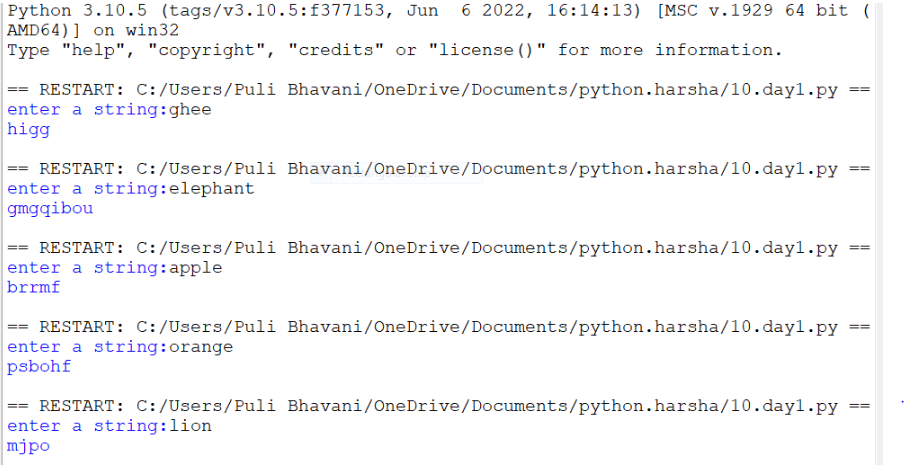 Python 3.10.5 (tags/v3.10.5:f377153, Jun  6 2022, 16:14:13) [MSC v.1929 64 bit (
AMD64)] on win32
Type "help", "copyright", "credits" or "license()" for more information.
== RESTART: C:/Users/Puli Bhavani/OneDrive/Documents/python.harsha/10.day1.py ==
enter a string:ghee
higg
== RESTART: C:/Users/Puli Bhavani/OneDrive/Documents/python.harsha/10.day1.py ==
enter a string:elephant
gmgqibou
== RESTART: C:/Users/Puli Bhavani/OneDrive/Documents/python.harsha/10.day1.py ==
enter a string:apple
brrmf
== RESTART: C:/Users/Puli Bhavani/OneDrive/Documents/python.harsha/10.day1.py ==
enter a string:orange
psbohf
== RESTART: C:/Users/Puli Bhavani/OneDrive/Documents/python.harsha/10.day1.py ==
enter a string:lion
mjpo